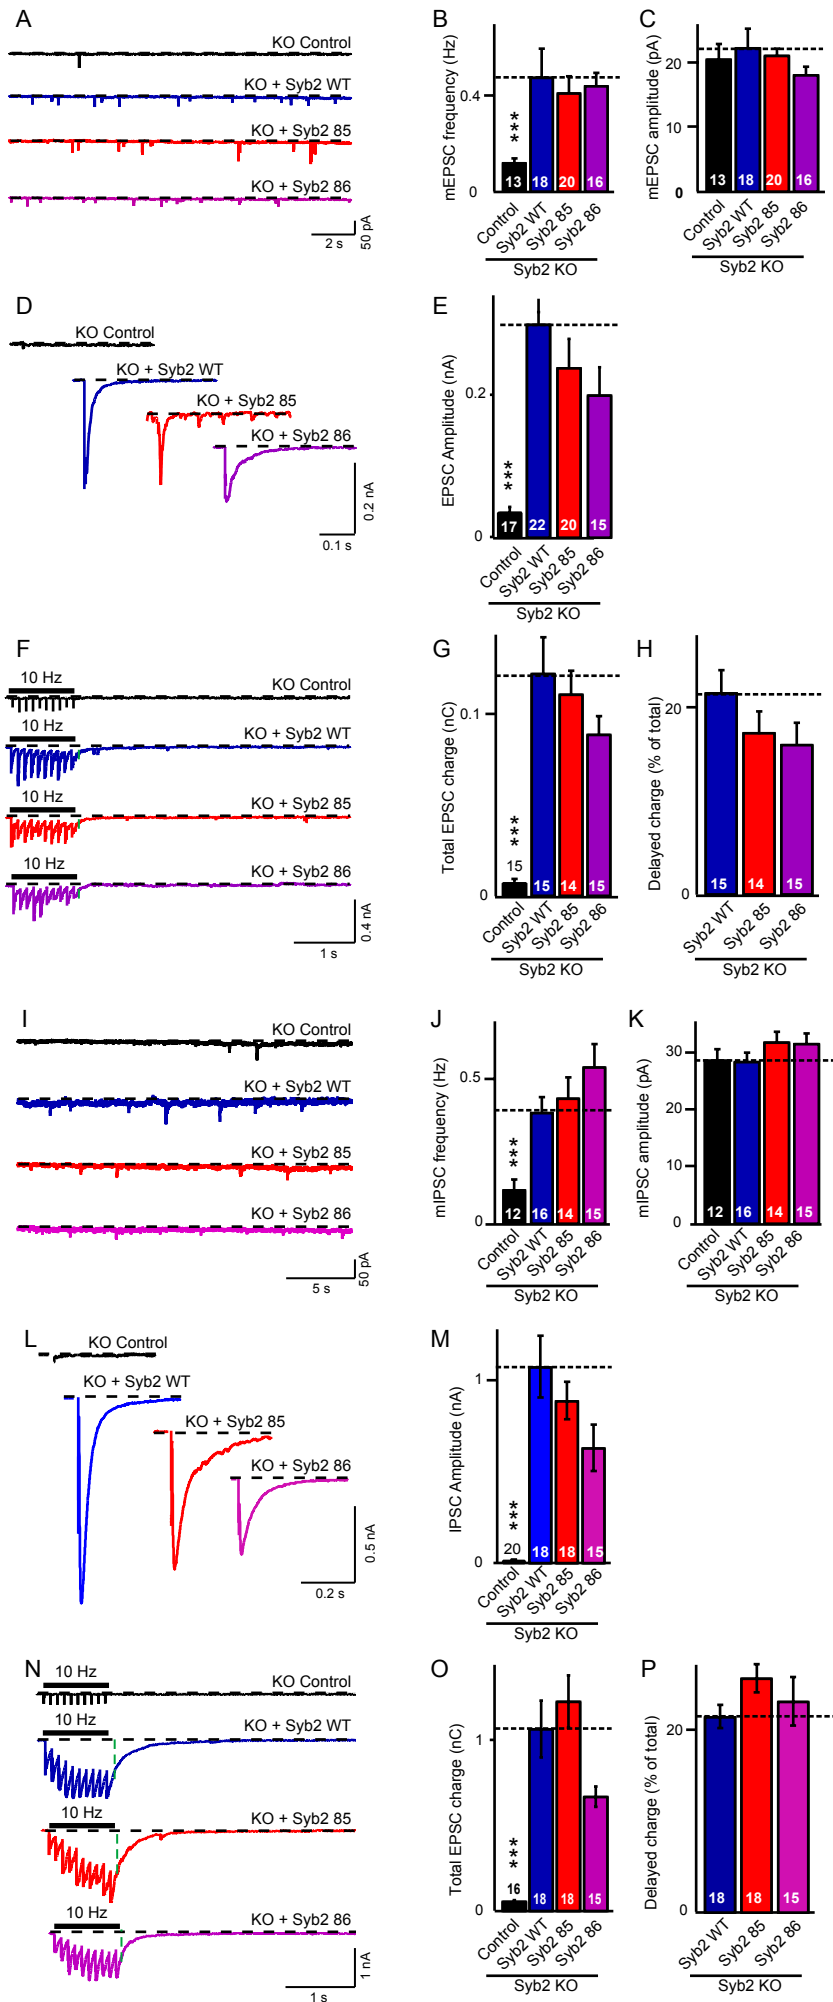 A
KO Control
KO + Syb2 WT
KO + Syb2 85
KO + Syb2 86
2 s
50 pA
B
mEPSC frequency (Hz)
0.4
0
***
13
18
20
16
Control
Syb2 WT
Syb2 85
Syb2 86
Syb2 KO
C
mEPSC amplitude (pA)
20
10
0
13
18
20
16
Control
Syb2 WT
Syb2 85
Syb2 86
Syb2 KO
D
KO Control
KO + Syb2 WT
KO + Syb2 85
KO + Syb2 86
0.2 nA
0.1 s
E
EPSC Amplitude (nA)
0.2
0
***
17
22
20
15
Control
Syb2 WT
Syb2 85
Syb2 86
Syb2 KO
F
10 Hz
KO Control
10 Hz
KO + Syb2 WT
10 Hz
KO + Syb2 85
10 Hz
KO + Syb2 86
0.4 nA
1 s
G
Total EPSC charge (nC)
0.1
0
***
15
15
14
15
Control
Syb2 WT
Syb2 85
Syb2 86
Syb2 KO
H
Delayed charge (% of total)
20
0
15
14
15
Syb2 WT
Syb2 85
Syb2 86
Syb2 KO
I
KO Control
KO + Syb2 WT
KO + Syb2 85
KO + Syb2 86
5 s
50 pA
J
mIPSC frequency (Hz)
0.5
0
***
12
16
14
15
Control
Syb2 WT
Syb2 85
Syb2 86
Syb2 KO
K
mIPSC amplitude (pA)
30
20
10
0
12
16
14
15
Control
Syb2 WT
Syb2 85
Syb2 86
Syb2 KO
L
KO Control
KO + Syb2 WT
KO + Syb2 85
KO + Syb2 86
0.5 nA
0.2 s
M
IPSC Amplitude (nA)
1
0
***
20
18
18
15
Control
Syb2 WT
Syb2 85
Syb2 86
Syb2 KO
N
10 Hz
KO Control
10 Hz
KO + Syb2 WT
10 Hz
KO + Syb2 85
10 Hz
KO + Syb2 86
1 nA
1 s
O
Total EPSC charge (nC)
1
0
***
16
18
18
15
Control
Syb2 WT
Syb2 85
Syb2 86
Syb2 KO
P
Delayed charge (% of total)
20
0
18
18
15
Syb2 WT
Syb2 85
Syb2 86
Syb2 KO